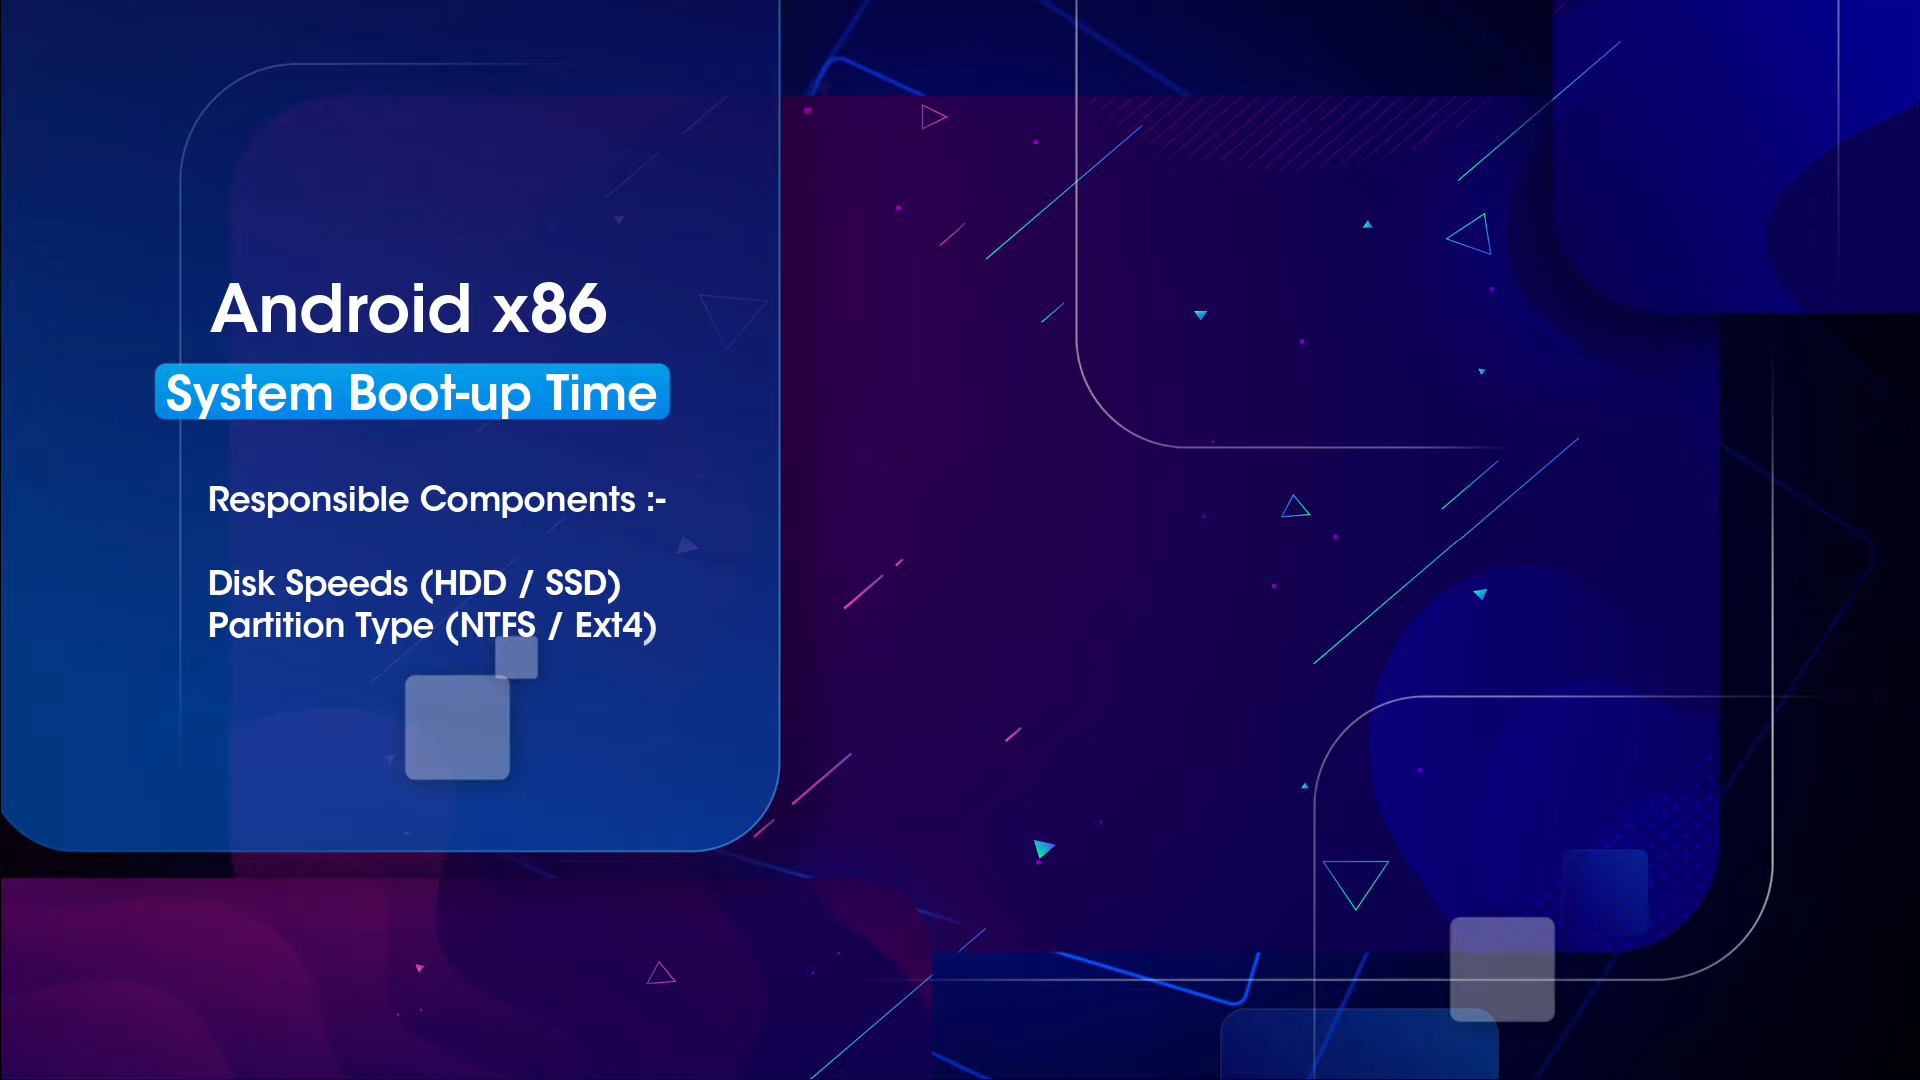 Android x86
System Boot-up Time
Responsible Components :-
Disk Speeds (HDD / SSD)
Partition Type (NTFS / Ext4)